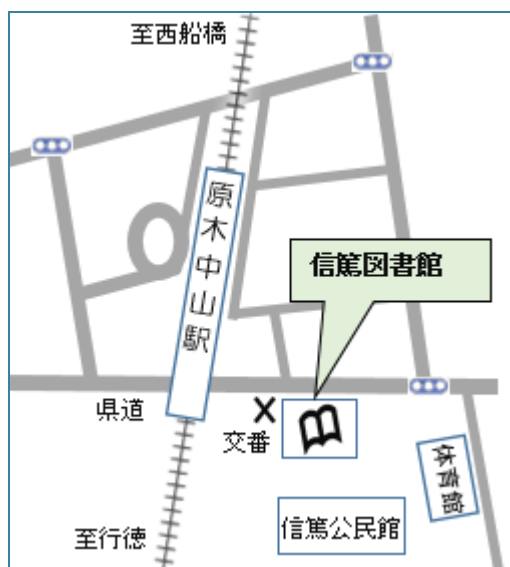 至西船橋
原木中山駅
信篤図書館
県道
交番
体育館
信篤公民館
至行徳